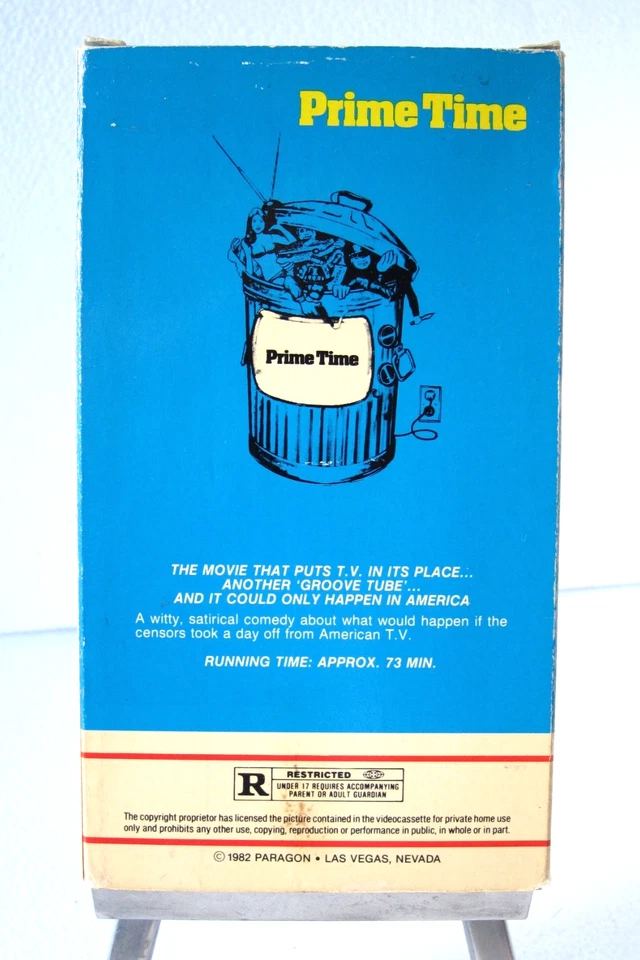 Prime Time
Prime Time
THE MOVIE THAT PUTS T.V. IN ITS PLACE...
ANOTHER 'GROOVE TUBE'...
AND IT COULD ONLY HAPPEN IN AMERICA
A witty, satirical comedy about what would happen if the
censors took a day off from American T.V.
RUNNING TIME: APPROX. 73 MIN.
R RESTRICTED
UNDER 17 REQUIRES ACCOMPANYING
PARENT OR ADULT GUARDIAN
The copyright proprietor has licensed the picture contained in the videocassette for private home use
only and prohibits any other use, copying, reproduction or performance in public, in whole or in part.
©1982 PARAGON • LAS VEGAS, NEVADA